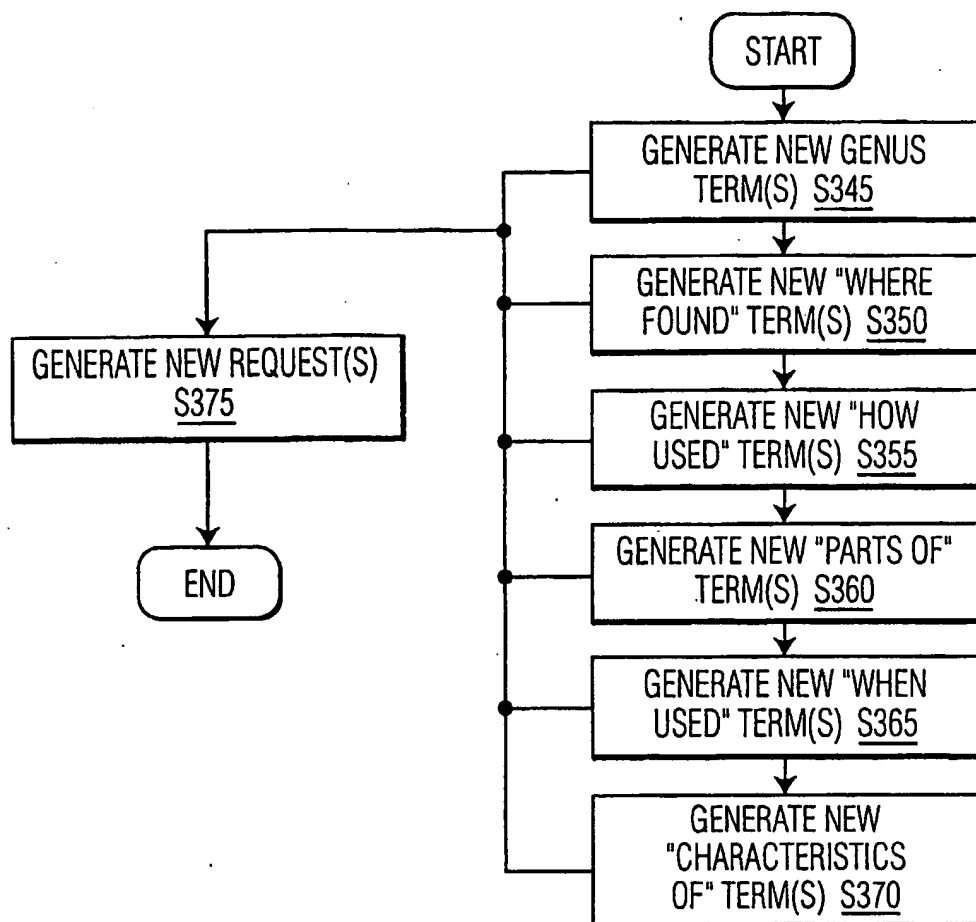 START
GENERATE NEW GENUS
TERM(S) S345
GENERATE NEW "WHERE
FOUND" TERM(S) S350
GENERATE NEW "HOW
USED" TERM(S) S355
GENERATE NEW "PARTS OF"
TERM(S) S360
GENERATE NEW "WHEN
USED" TERM(S) S365
GENERATE NEW
"CHARACTERISTICS
OF" TERM(S) S370
GENERATE NEW REQUEST(S)
S375
END